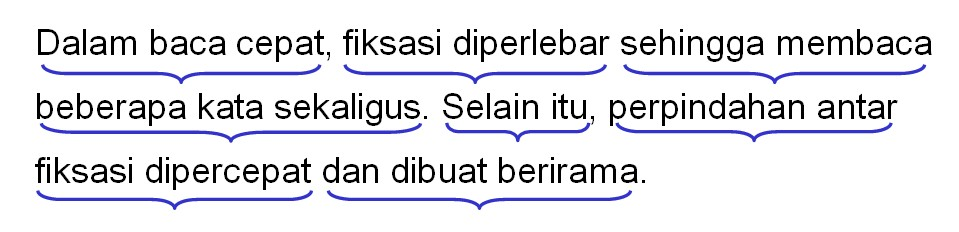 Dalam baca cepat, fiksasi diperlebar sehingga membaca
beberapa kata sekaligus. Selain itu, perpindahan antar
fiksasi dipercepat dan dibuat berirama.